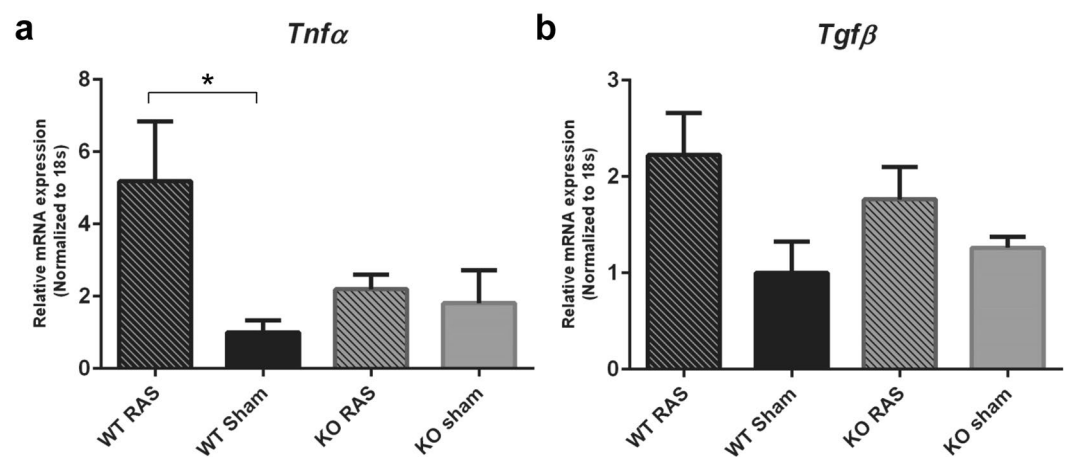 a
Tnfα
Relative mRNA expression
(Normalized to 18s)
8
6
4
2
0
*
WT RAS
WT Sham
KO RAS
KO sham
b
Tgfβ
Relative mRNA expression
(Normalized to 18s)
3
2
1
0
WT RAS
WT Sham
KO RAS
KO sham